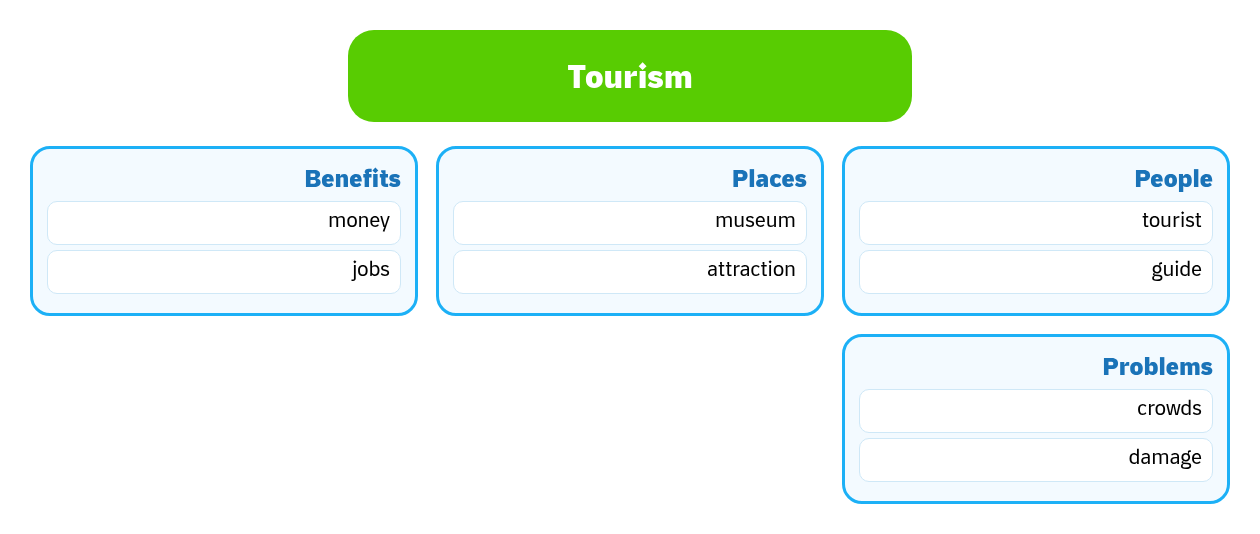 Tourism
People
tourist
guide
Places
museum
attraction
Benefits
money
jobs
Problems
crowds
damage